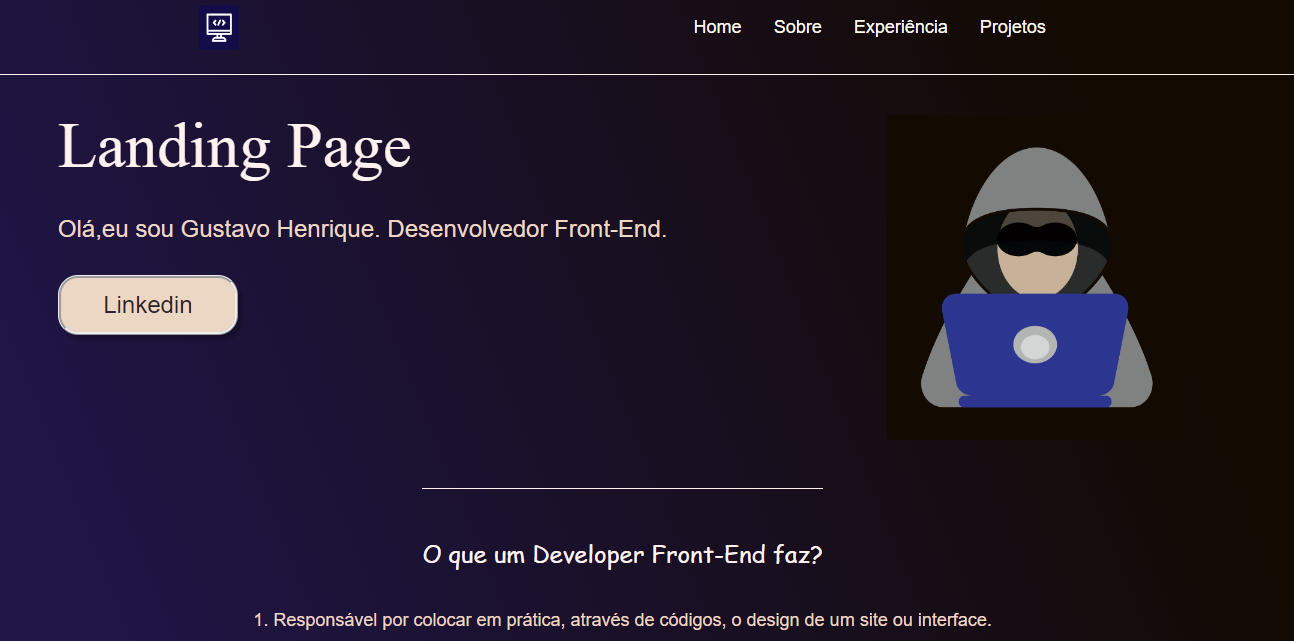 Home Sobre Experiência Projetos
Landing Page
Olá,eu sou Gustavo Henrique. Desenvolvedor Front-End.
Linkedin
O que um Developer Front-End faz?
1. Responsável por colocar em prática, através de códigos, o design de um site ou interface.